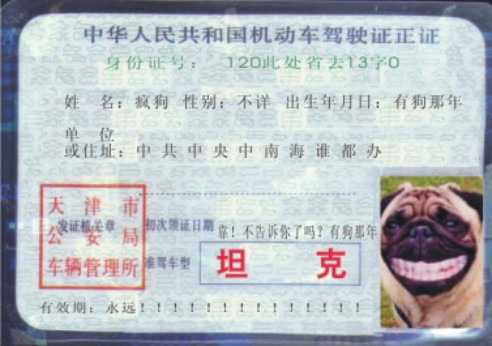 中华人民共和国机动车驾驶证正证
身份证号： 120此处省去13字0
姓 名：疯狗 性别：不详 出生年月日：有狗那年
单 位
或住址：中共中央中南海谁都办
天津市
公安局
车辆管理所
发证机关章
初次领证日期 靠！不告诉你了吗？有狗那年
准驾车型 坦 克
有效期：永远！！！！！！！！！！！！！！